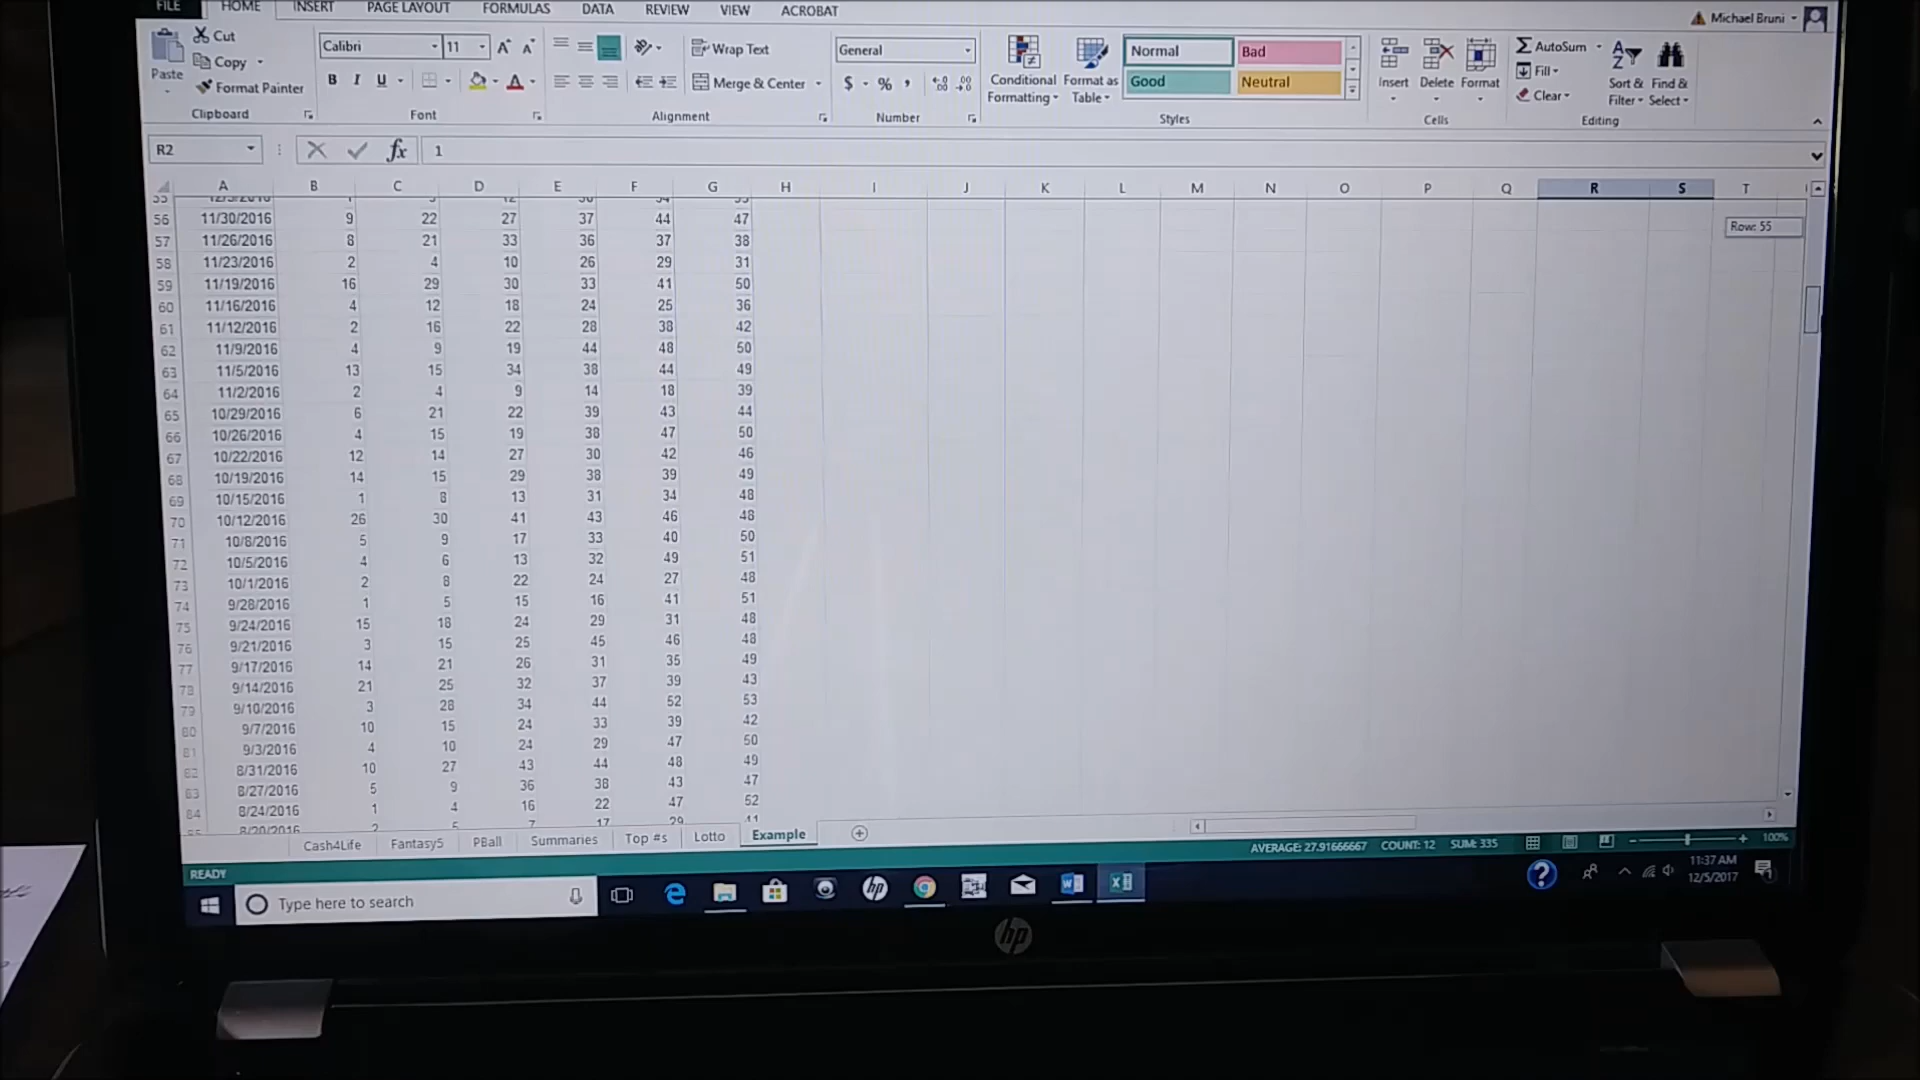 FILE HOME INSERT PAGE LAYOUT FORMULAS DATA REVIEW VIEW ACROBAT Michael Bruni
Cut
Copy
Format Painter
Paste
Clipboard
Calibri 11
B I U
Font
Wrap Text
Merge & Center
Alignment
General
$ % ,
Number
Conditional Formatting
Format as Table
Normal Bad
Good Neutral
Styles
Insert Delete Format
Cells
AutoSum
Fill
Clear
Sort & Filter
Find & Select
Editing
R2 fx 1
A B C D E F G H I J K L M N O P Q R S T
Row: 55
56 11/30/2016 9 22 27 37 44 47
57 11/26/2016 8 21 33 36 37 38
58 11/23/2016 2 4 10 26 29 31
59 11/19/2016 16 29 30 33 41 50
60 11/16/2016 4 12 18 24 25 36
61 11/12/2016 2 16 22 28 38 42
62 11/9/2016 4 9 19 44 48 50
63 11/5/2016 13 15 34 38 44 49
64 11/2/2016 2 4 9 14 18 39
65 10/29/2016 6 21 22 39 43 44
66 10/26/2016 4 15 19 38 47 50
67 10/22/2016 12 14 27 30 42 46
68 10/19/2016 14 15 29 38 39 49
69 10/15/2016 1 8 13 31 34 48
70 10/12/2016 26 30 41 43 46 48
71 10/8/2016 5 9 17 33 40 50
72 10/5/2016 4 6 13 32 49 51
73 10/1/2016 2 8 22 24 27 48
74 9/28/2016 1 5 15 16 41 51
75 9/24/2016 15 18 24 29 31 48
76 9/21/2016 3 15 25 45 46 48
77 9/17/2016 14 21 26 31 35 49
78 9/14/2016 21 25 32 37 39 43
79 9/10/2016 3 28 34 44 52 53
80 9/7/2016 10 15 24 33 39 42
81 9/3/2016 4 10 24 29 47 50
82 8/31/2016 10 27 43 44 48 49
83 8/27/2016 5 9 36 38 43 47
84 8/24/2016 1 4 16 22 47 52
Cash4Life Fantasy5 PBall Summaries Top #s Lotto Example
READY AVERAGE: 27.91666667 COUNT: 12 SUM: 335 100%
Type here to search
11:37 AM
12/5/2017
hp